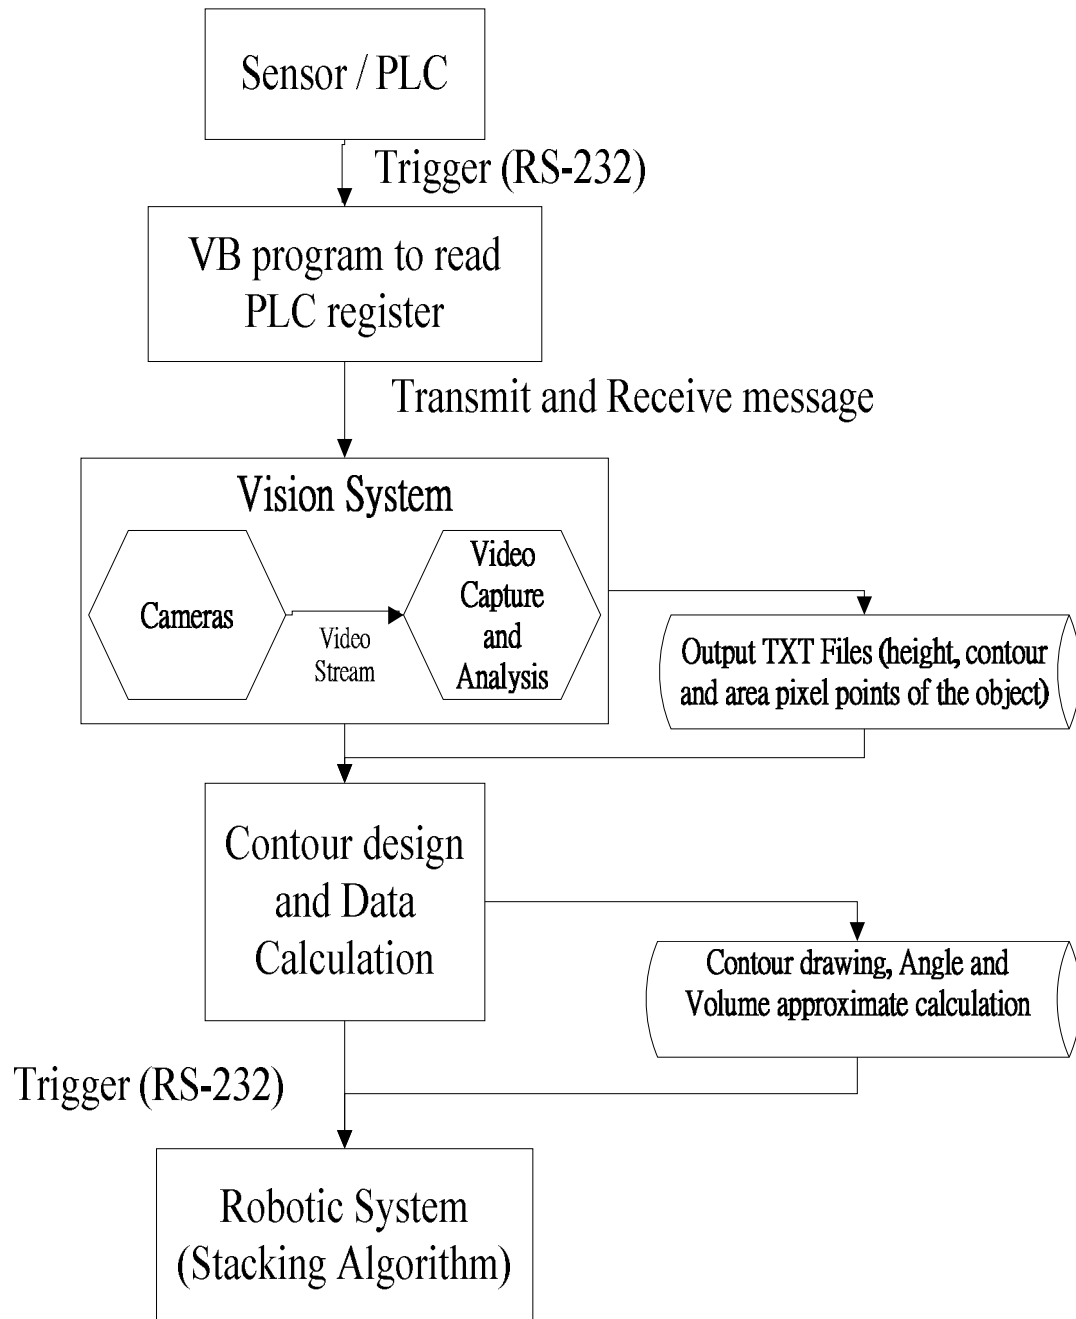 Sensor / PLC
Trigger (RS-232)
VB program to read
PLC register
Transmit and Receive message
Vision System
Cameras
Video
Stream
Video
Capture
and
Analysis
Output TXT Files (height, contour
and area pixel points of the object)
Contour design
and Data
Calculation
Contour drawing, Angle and
Volume approximate calculation
Trigger (RS-232)
Robotic System
(Stacking Algorithm)